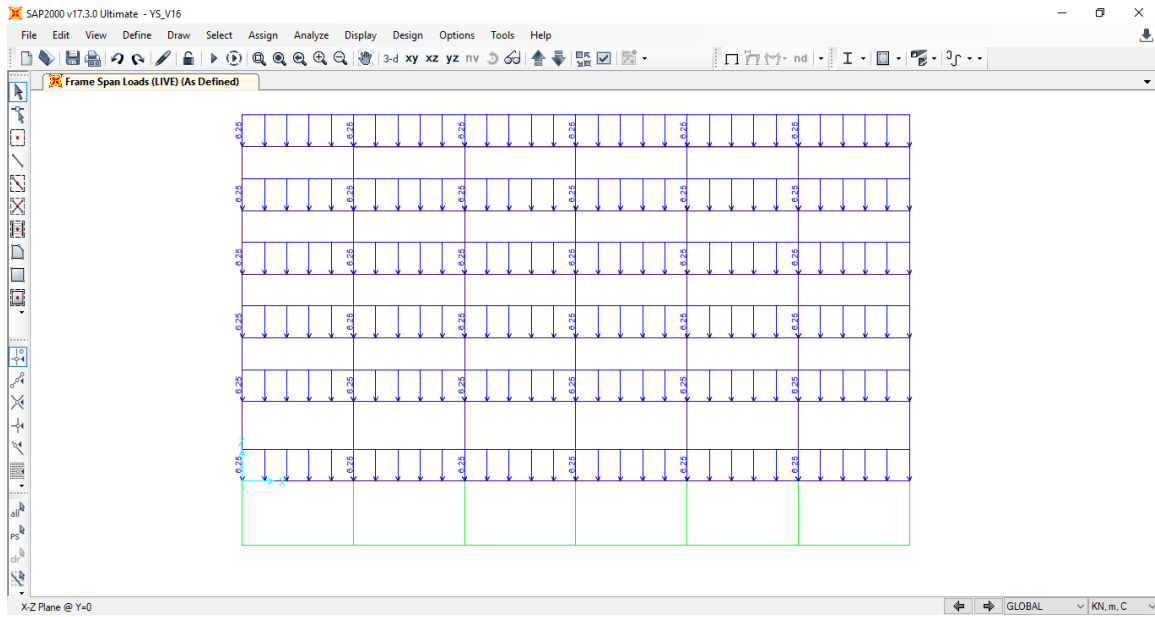 SAP2000 v17.3.0 Ultimate - YS_V16
File Edit View Define Draw Select Assign Analyze Display Design Options Tools Help
3-d xy xz yz nv nd
Frame Span Loads (LIVE) (As Defined)
6.25 6.25 6.25 6.25 6.25 6.25
6.25 6.25 6.25 6.25 6.25 6.25
6.25 6.25 6.25 6.25 6.25 6.25
6.25 6.25 6.25 6.25 6.25 6.25
6.25 6.25 6.25 6.25 6.25 6.25
Z
6.25 6.25 6.25 6.25 6.25 6.25
X
all
PS
clr
X-Z Plane @ Y=0 GLOBAL KN, m, C